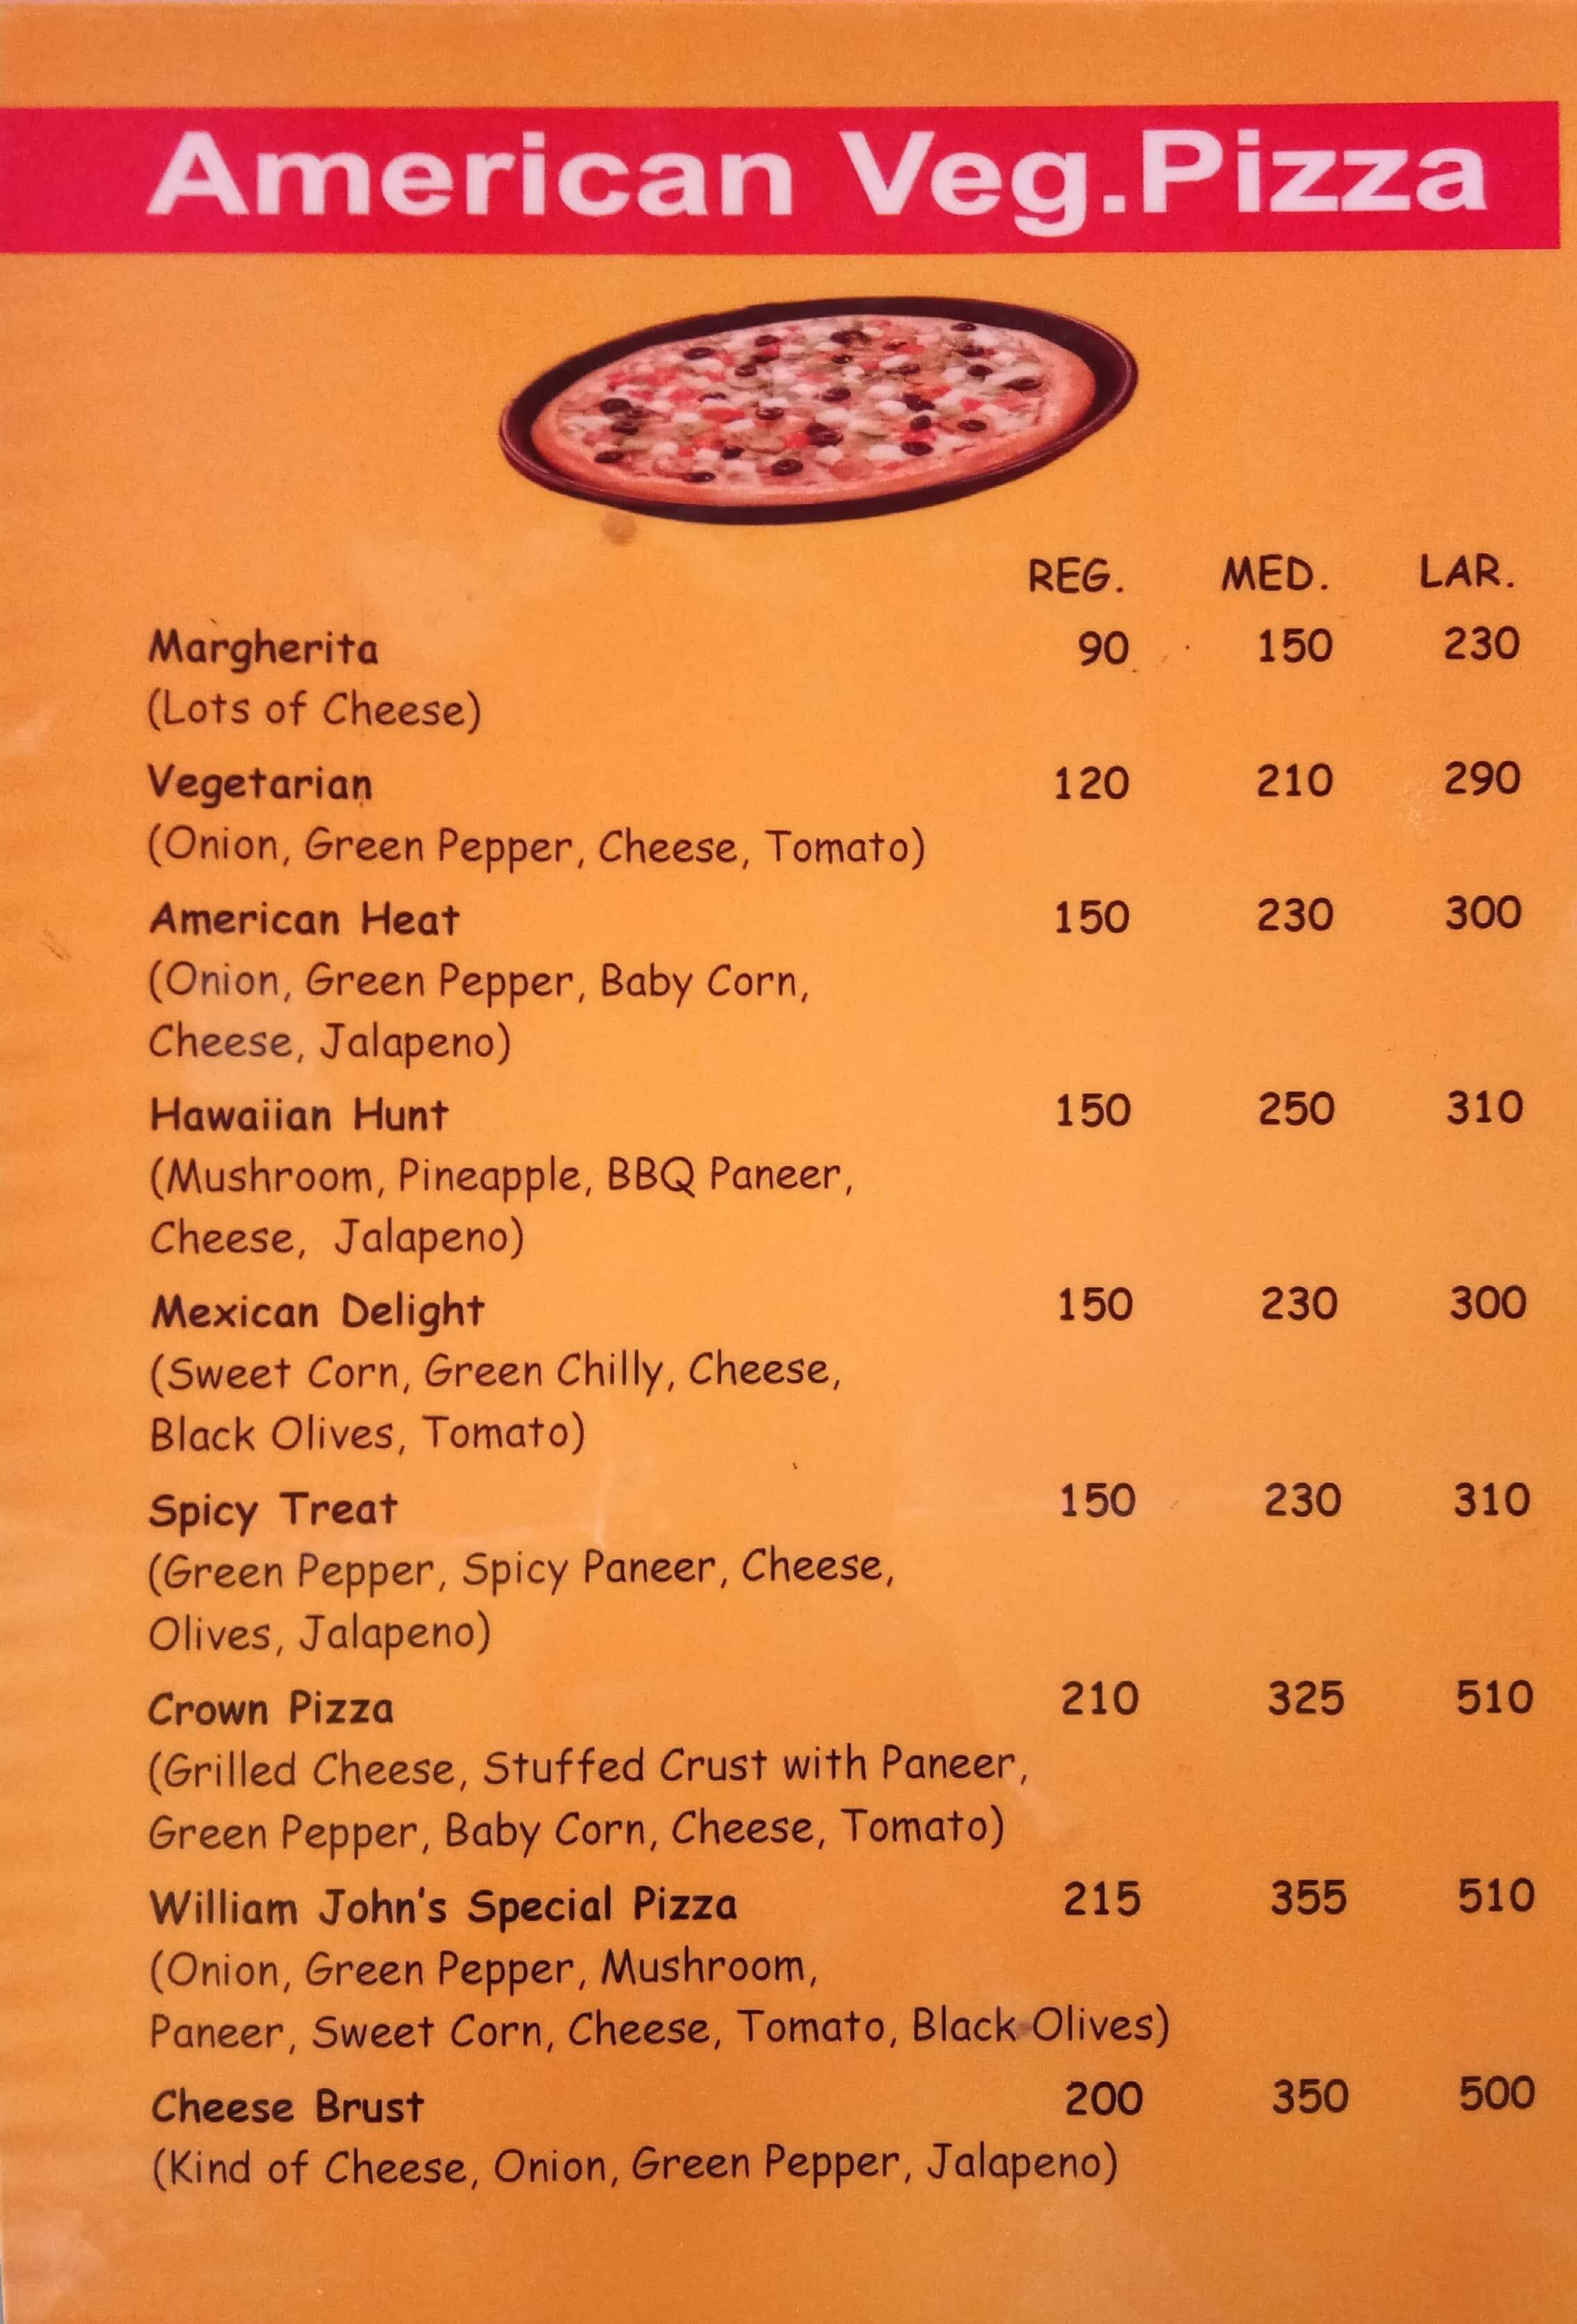 American Veg.Pizza
REG. MED. LAR.
Margherita 90 150 230
(Lots of Cheese)
Vegetarian 120 210 290
(Onion, Green Pepper, Cheese, Tomato)
American Heat 150 230 300
(Onion, Green Pepper, Baby Corn,
Cheese, Jalapeno)
Hawaiian Hunt 150 250 310
(Mushroom, Pineapple, BBQ Paneer,
Cheese, Jalapeno)
Mexican Delight 150 230 300
(Sweet Corn, Green Chilly, Cheese,
Black Olives, Tomato)
Spicy Treat 150 230 310
(Green Pepper, Spicy Paneer, Cheese,
Olives, Jalapeno)
Crown Pizza 210 325 510
(Grilled Cheese, Stuffed Crust with Paneer,
Green Pepper, Baby Corn, Cheese, Tomato)
William John's Special Pizza 215 355 510
(Onion, Green Pepper, Mushroom,
Paneer, Sweet Corn, Cheese, Tomato, Black Olives)
Cheese Brust 200 350 500
(Kind of Cheese, Onion, Green Pepper, Jalapeno)